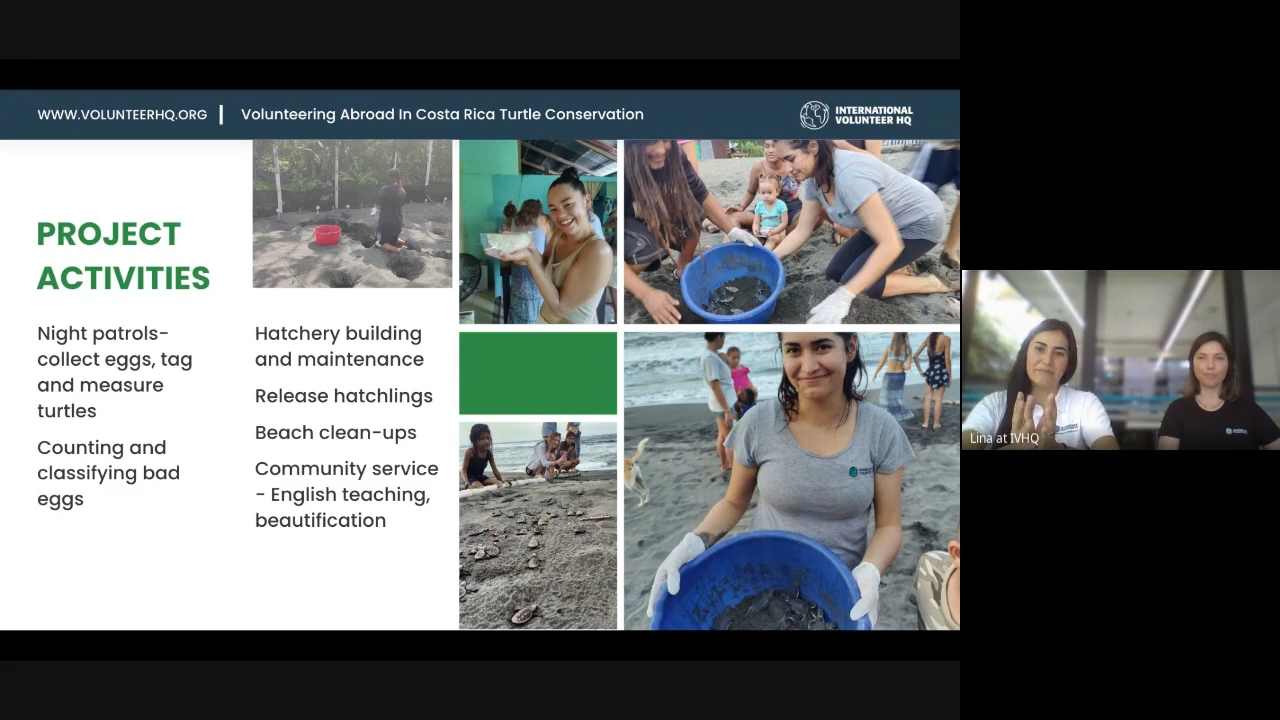 WWW.VOLUNTEERHQ.ORG | Volunteering Abroad In Costa Rica Turtle Conservation
INTERNATIONAL
VOLUNTEER HQ
PROJECT
ACTIVITIES
Night patrols-
collect eggs, tag
and measure
turtles
Counting and
classifying bad
eggs
Hatchery building
and maintenance
Release hatchlings
Beach clean-ups
Community service
- English teaching,
beautification
Lina at IVHQ